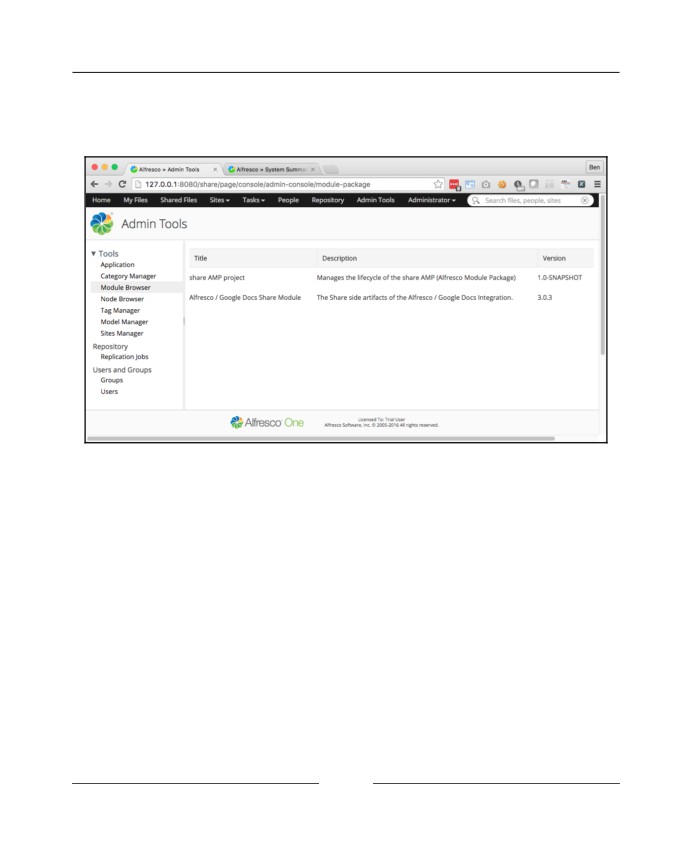 Alfresco » Admin Tools
Alfresco » System Summa
Ben
127.0.0.1:8080/share/page/console/admin-console/module-package
Home My Files Shared Files Sites Tasks People Repository Admin Tools Administrator Search files, people, sites
Admin Tools
Tools
Application
Category Manager
Module Browser
Node Browser
Tag Manager
Model Manager
Sites Manager
Repository
Replication Jobs
Users and Groups
Groups
Users
Title Description Version
share AMP project Manages the lifecycle of the share AMP (Alfresco Module Package) 1.0-SNAPSHOT
Alfresco / Google Docs Share Module The Share side artifacts of the Alfresco / Google Docs Integration. 3.0.3
Alfresco One
Licensed To: Trial User
Alfresco Software, Inc. © 2005-2016 All rights reserved.